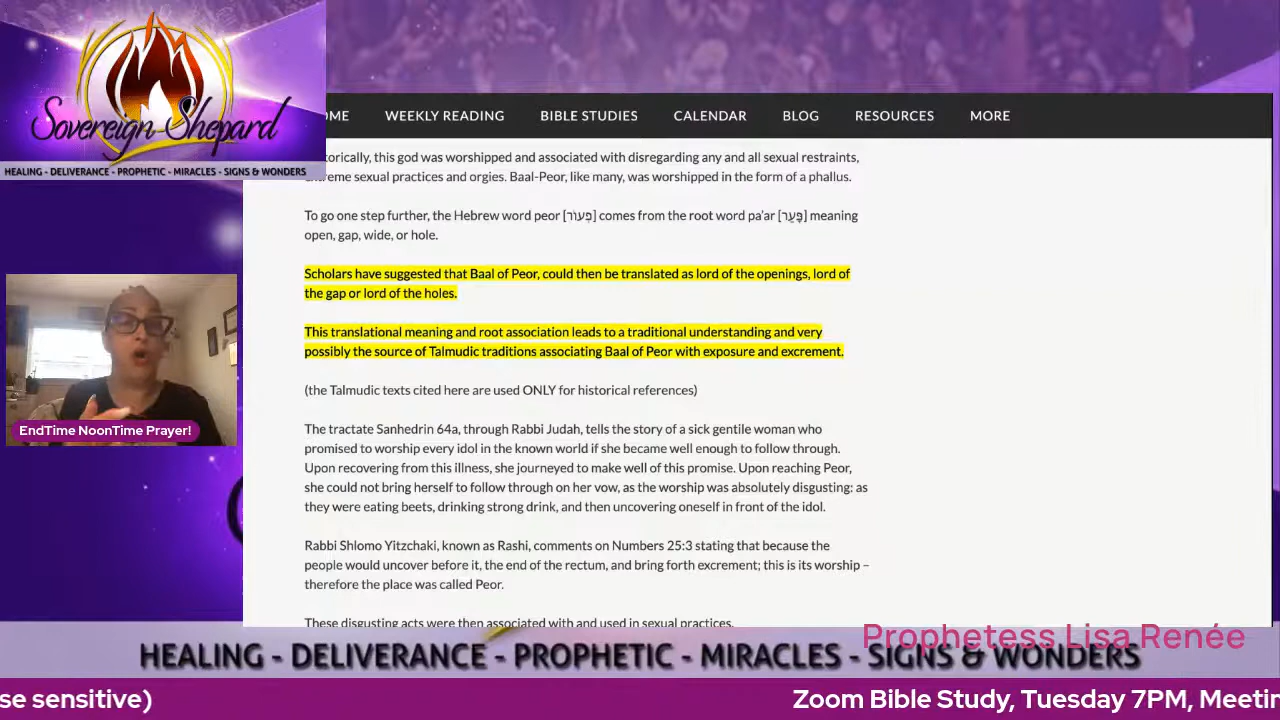 Sovereign Shepard
HEALING - DELIVERANCE - PROPHETIC - MIRACLES - SIGNS & WONDERS
OME WEEKLY READING BIBLE STUDIES CALENDAR BLOG RESOURCES MORE
torically, this god was worshipped and associated with disregarding any and all sexual restraints,
extreme sexual practices and orgies. Baal-Peor, like many, was worshipped in the form of a phallus.
To go one step further, the Hebrew word peor [פְּעוֹר] comes from the root word pa'ar [פָּעַר] meaning
open, gap, wide, or hole.
Scholars have suggested that Baal of Peor, could then be translated as lord of the openings, lord of
the gap or lord of the holes.
This translational meaning and root association leads to a traditional understanding and very
possibly the source of Talmudic traditions associating Baal of Peor with exposure and excrement.
(the Talmudic texts cited here are used ONLY for historical references)
The tractate Sanhedrin 64a, through Rabbi Judah, tells the story of a sick gentile woman who
promised to worship every idol in the known world if she became well enough to follow through.
Upon recovering from this illness, she journeyed to make well of this promise. Upon reaching Peor,
she could not bring herself to follow through on her vow, as the worship was absolutely disgusting: as
they were eating beets, drinking strong drink, and then uncovering oneself in front of the idol.
Rabbi Shlomo Yitzchaki, known as Rashi, comments on Numbers 25:3 stating that because the
people would uncover before it, the end of the rectum, and bring forth excrement; this is its worship –
therefore the place was called Peor.
These disgusting acts were then associated with and used in sexual practices.
EndTime NoonTime Prayer!
Prophetess Lisa Renée
HEALING - DELIVERANCE - PROPHETIC - MIRACLES - SIGNS & WONDERS
se sensitive) Zoom Bible Study, Tuesday 7PM, Meetin